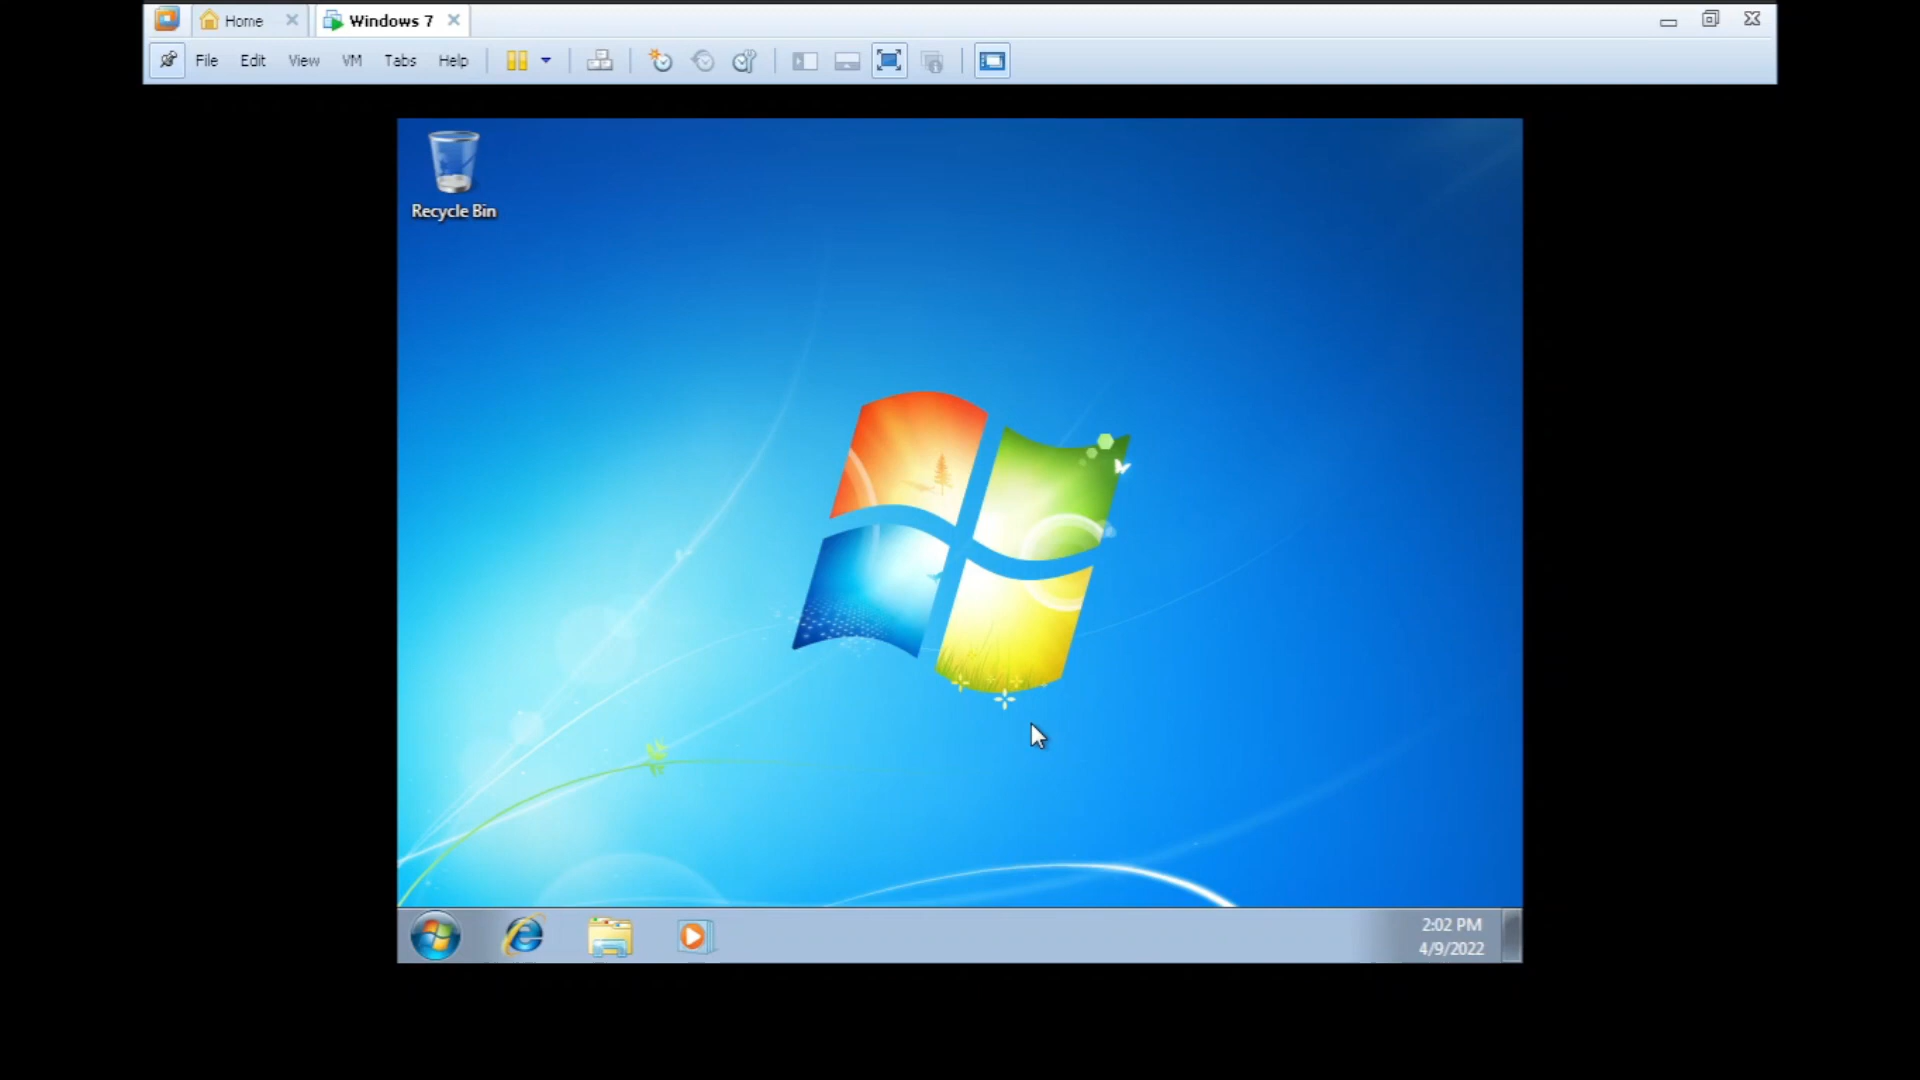 Home
Windows 7
File Edit View VM Tabs Help
Recycle Bin
2:02 PM
4/9/2022